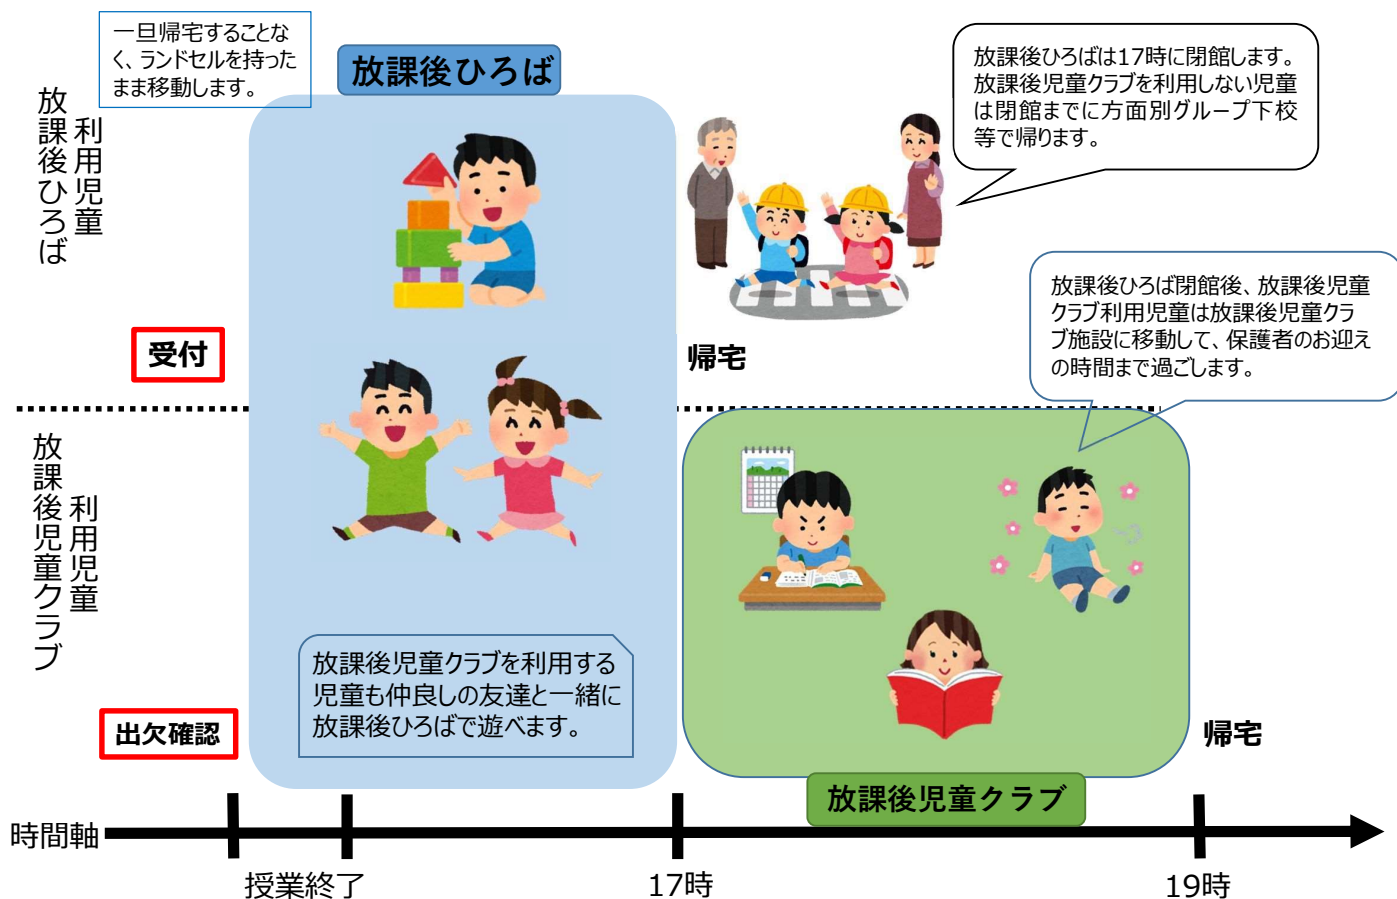 一旦帰宅することな
く、ランドセルを持った
まま移動します。
放課後ひろば
放課後ひろばは17時に閉館します。
放課後児童クラブを利用しない児童
は閉館までに方面別グループ下校
等で帰ります。
放課後ひろば
利用児童
放課後ひろば閉館後、放課後児童
クラブ利用児童は放課後児童クラ
ブ施設に移動して、保護者のお迎え
の時間まで過ごします。
受付
帰宅
放課後児童クラブ
利用児童
放課後児童クラブを利用する
児童も仲良しの友達と一緒に
放課後ひろばで遊べます。
出欠確認
帰宅
放課後児童クラブ
時間軸
授業終了
17時
19時